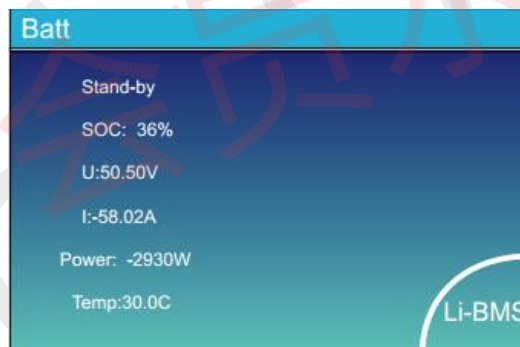 Batt
Stand-by
SOC: 36%
U:50.50V
I:-58.02A
Power: -2930W
Temp:30.0C
Li-BMS